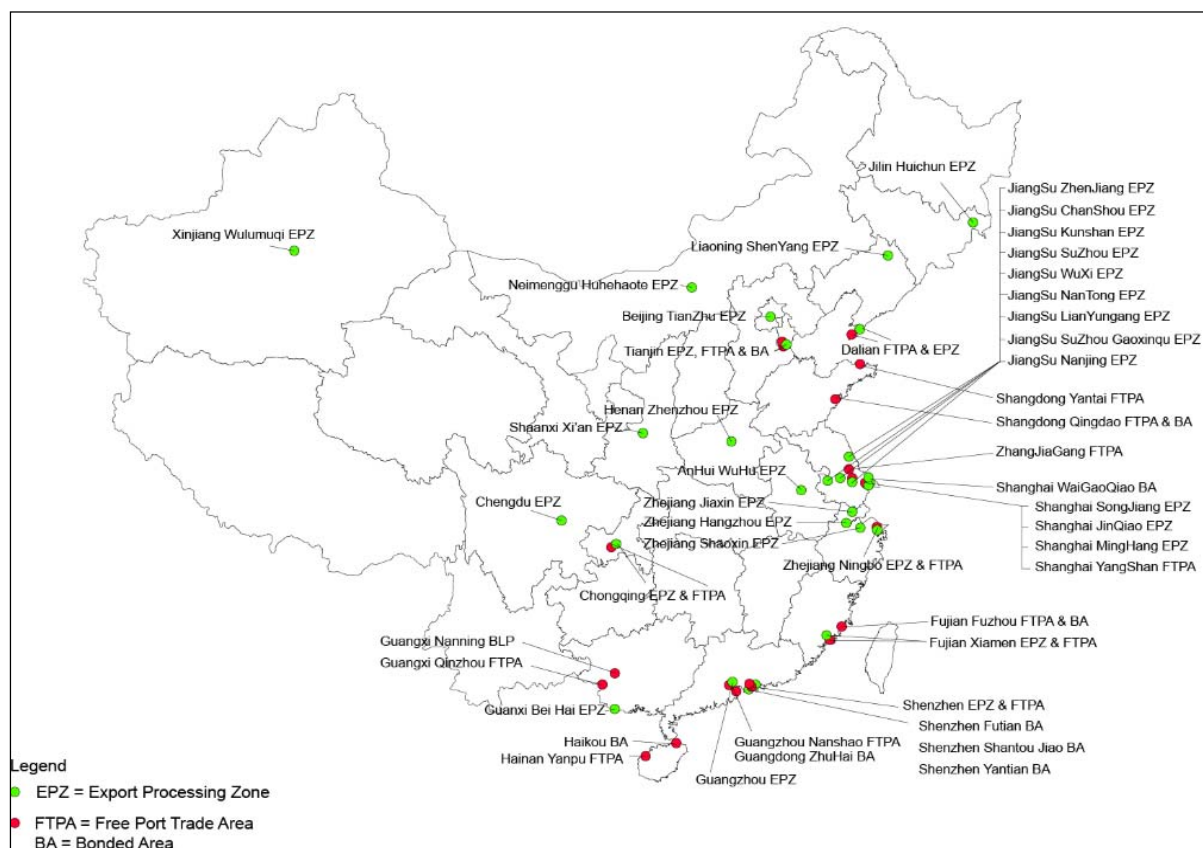 Jilin Huichun EPZ
JiangSu ZhenJiang EPZ
JiangSu ChanShou EPZ
JiangSu Kunshan EPZ
JiangSu SuZhou EPZ
JiangSu WuXi EPZ
JiangSu NanTong EPZ
JiangSu LianYungang EPZ
JiangSu SuZhou Gaoxinqu EPZ
JiangSu Nanjing EPZ
Xinjiang Wulumuqi EPZ
Liaoning ShenYang EPZ
Neimenggu Huhehaote EPZ
Beijing TianZhu EPZ
Tianjin EPZ, FTPA & BA
Dalian FTPA & EPZ
Shangdong Yantai FTPA
Shangdong Qingdao FTPA & BA
Henan Zhenzhou EPZ
Shaanxi Xi'an EPZ
ZhangJiaGang FTPA
AnHui WuHu EPZ
Shanghai WaiGaoQiao BA
Chengdu EPZ
Zhejiang Jiaxin EPZ
Shanghai SongJiang EPZ
Zhejiang Hangzhou EPZ
Shanghai JinQiao EPZ
Zhejiang Shaoxin EPZ
Shanghai MingHang EPZ
Zhejiang Ningbo EPZ & FTPA
Shanghai YangShan FTPA
Chongqing EPZ & FTPA
Fujian Fuzhou FTPA & BA
Guangxi Nanning BLP
Fujian Xiamen EPZ & FTPA
Guangxi Qinzhou FTPA
Guanxi Bei Hai EPZ
Shenzhen EPZ & FTPA
Shenzhen Futian BA
Haikou BA
Guangzhou Nanshao FTPA
Shenzhen Shantou Jiao BA
Hainan Yanpu FTPA
Guangdong ZhuHai BA
Guangzhou EPZ
Shenzhen Yantian BA
Legend
EPZ = Export Processing Zone
FTPA = Free Port Trade Area
BA = Bonded Area